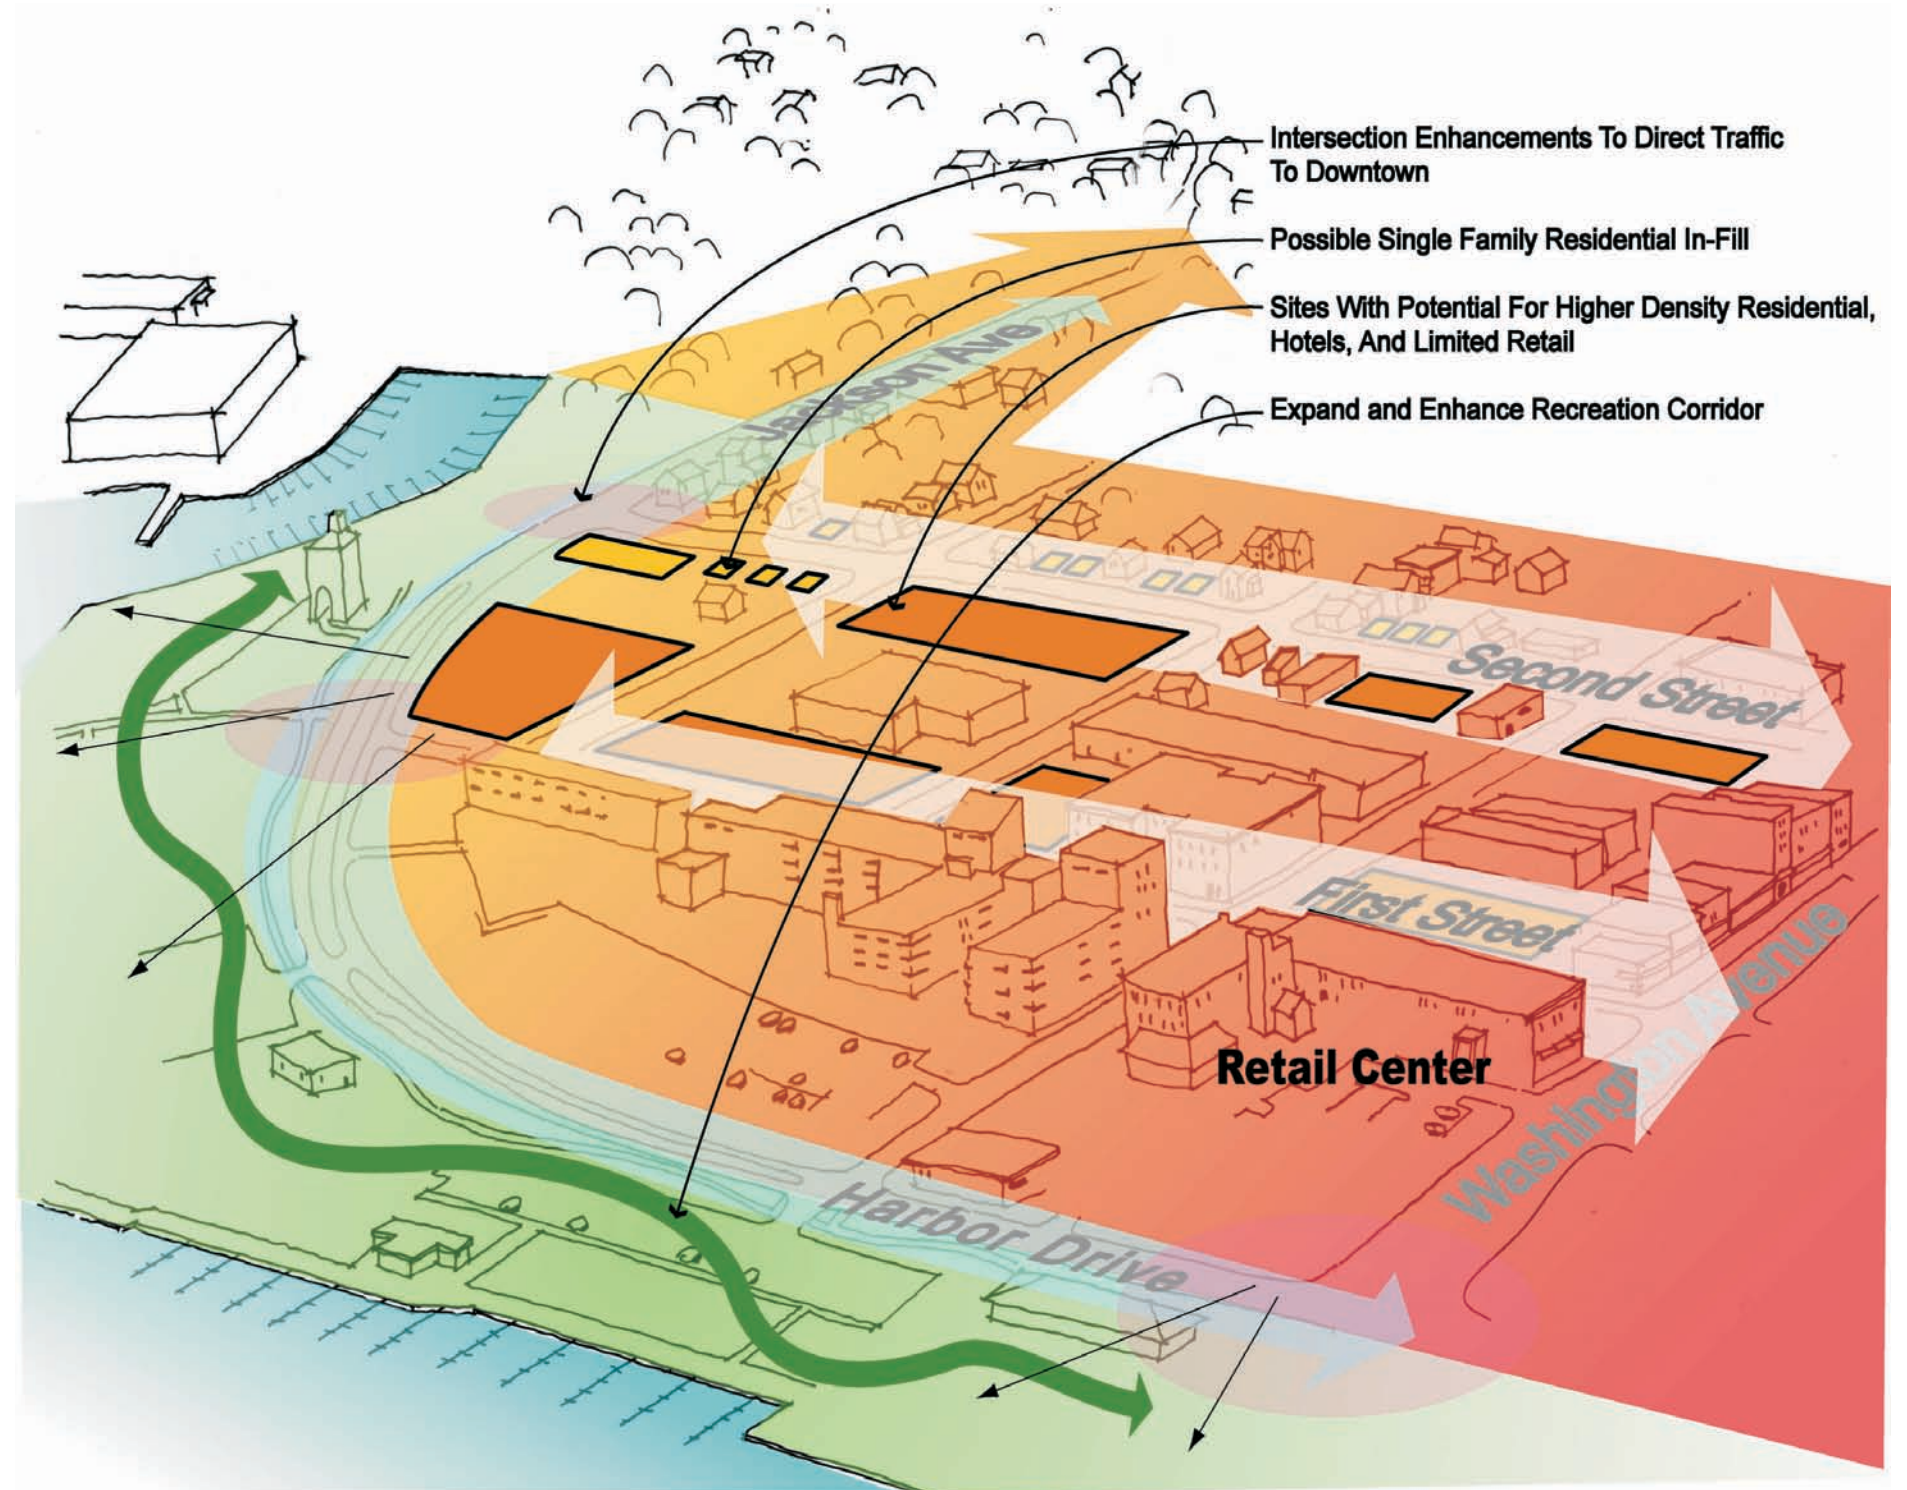 Intersection Enhancements To Direct Traffic
To Downtown
Possible Single Family Residential In-Fill
Sites With Potential For Higher Density Residential,
Hotels, And Limited Retail
Expand and Enhance Recreation Corridor
Jackson Ave
Second Street
First Street
Washington Avenue
Retail Center
Harbor Drive